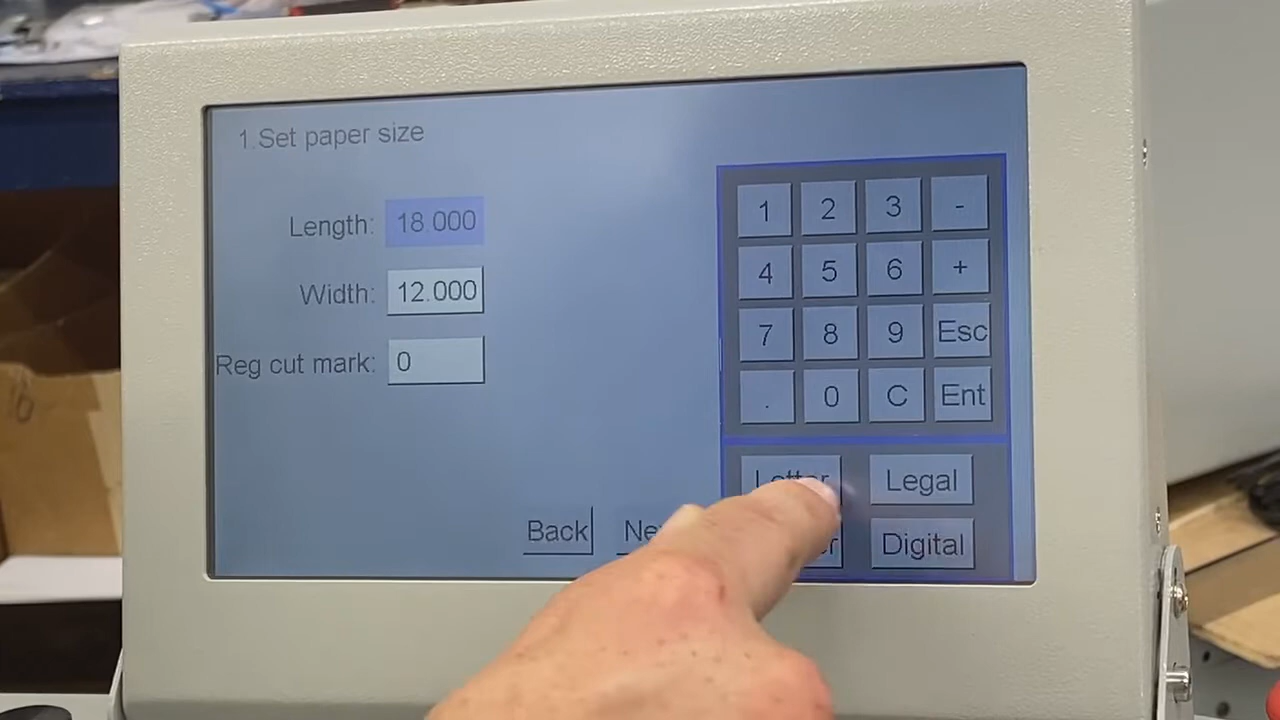 1.Set paper size
Length: 18.000
Width: 12.000
Reg cut mark: 0
1 2 3 -
4 5 6 +
7 8 9 Esc
. 0 C Ent
Letter Legal
Back Digital